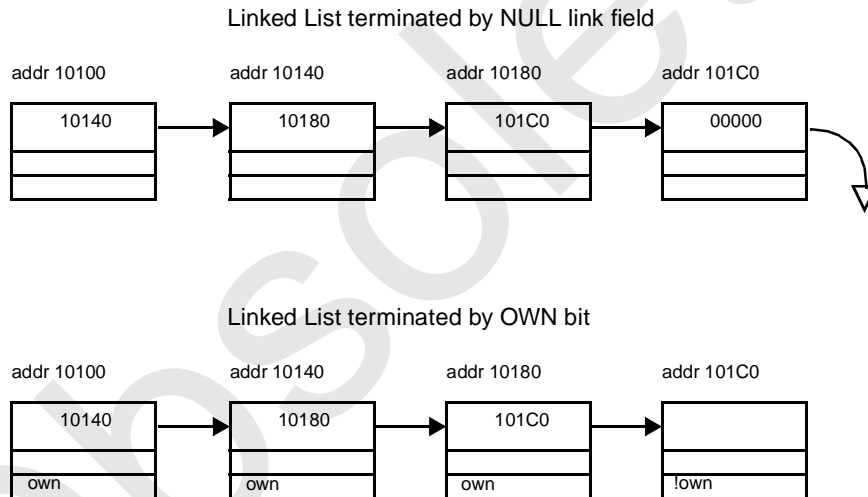 Linked List terminated by NULL link field
addr 10100 addr 10140 addr 10180 addr 101C0
10140 10180 101C0 00000
Linked List terminated by OWN bit
addr 10100 addr 10140 addr 10180 addr 101C0
10140 10180 101C0
own own own !own